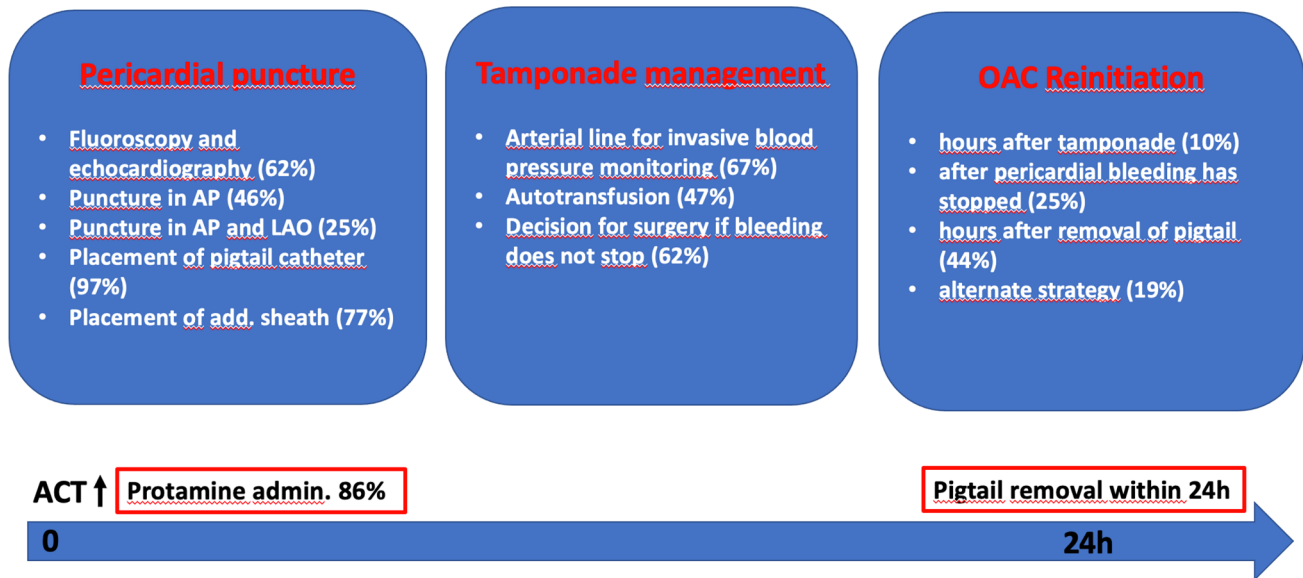 Pericardial puncture
• Fluoroscopy and
echocardiography (62%)
• Puncture in AP (46%)
• Puncture in AP and LAO (25%)
• Placement of pigtail catheter
(97%)
• Placement of add. sheath (77%)
Tamponade management
• Arterial line for invasive blood
pressure monitoring (67%)
• Autotransfusion (47%)
• Decision for surgery if bleeding
does not stop (62%)
OAC Reinitiation
• hours after tamponade (10%)
• after pericardial bleeding has
stopped (25%)
• hours after removal of pigtail
(44%)
• alternate strategy (19%)
ACT ↑ Protamine admin. 86%
Pigtail removal within 24h
0
24h